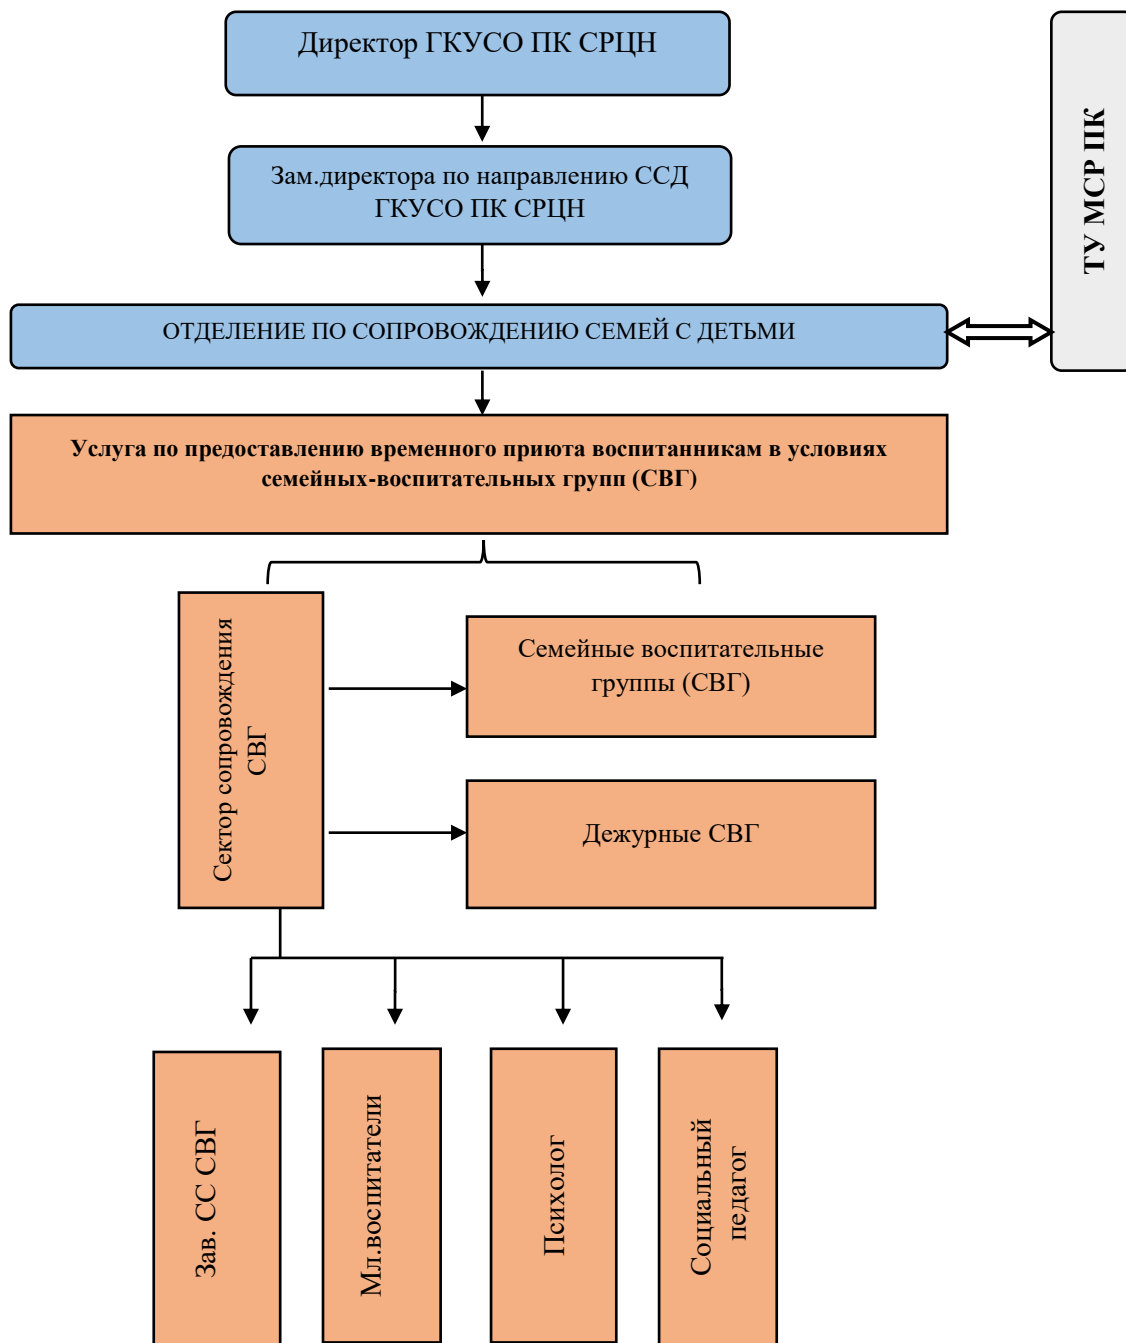 Директор ГКУСО ПК СРЦН
ТУ МСР ПК
Зам.директора по направлению ССД
ГКУСО ПК СРЦН
ОТДЕЛЕНИЕ ПО СОПРОВОЖДЕНИЮ СЕМЕЙ С ДЕТЬМИ
Услуга по предоставлению временного приюта воспитанникам в условиях
семейных-воспитательных групп (СВГ)
Сектор сопровождения
СВГ
Семейные воспитательные
группы (СВГ)
Дежурные СВГ
Зав. СС СВГ
Мл.воспитатели
Психолог
Социальный
педагог